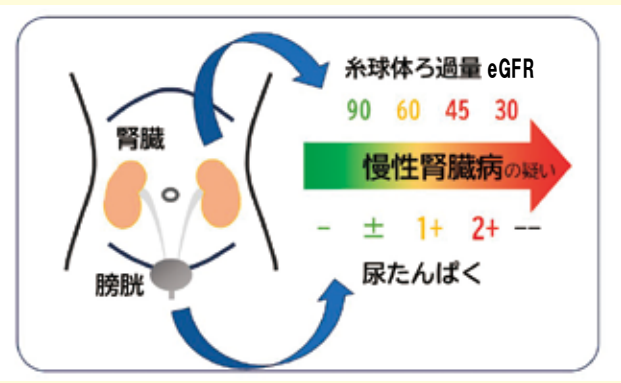 糸球体ろ過量 eGFR
90 60 45 30
腎臓
慢性腎臓病の疑い
- ± 1+ 2+ --
尿たんぱく
膀胱